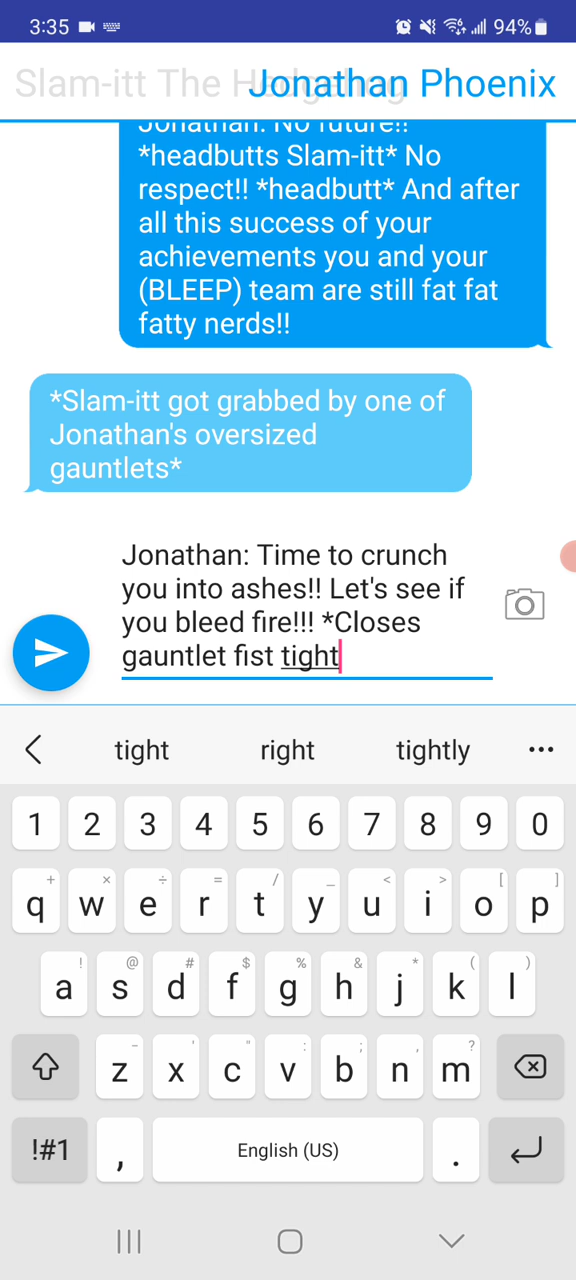 3:35 94%
Slam-itt The Hedgehog Jonathan Phoenix
Jonathan: No future!!
*headbutts Slam-itt* No
respect!! *headbutt* And after
all this success of your
achievements you and your
(BLEEP) team are still fat fat
fatty nerds!!
*Slam-itt got grabbed by one of
Jonathan's oversized
gauntlets*
Jonathan: Time to crunch
you into ashes!! Let's see if
you bleed fire!!! *Closes
gauntlet fist tight
tight right tightly •••
1 2 3 4 5 6 7 8 9 0
+ × ÷ = / _ < > [ ]
q w e r t y u i o p
! @ # $ % & * ( )
a s d f g h j k l
- ' " : ; , ?
z x c v b n m
!#1 , English (US) .